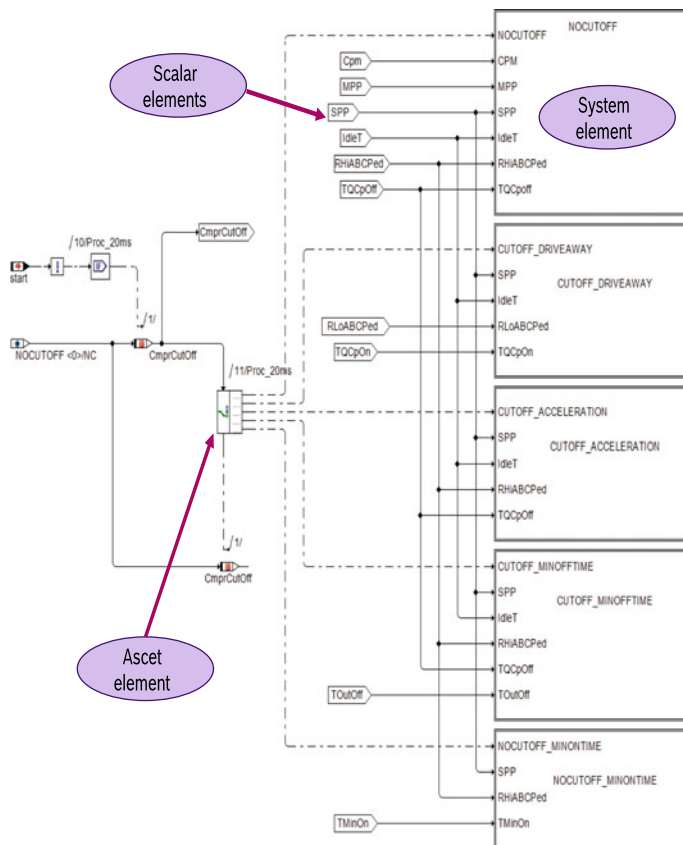 NOCUTOFF
NOCUTOFF
Cpm
CPM
Scalar
elements
MPP
MPP
System
element
SPP
SPP
IdleT
IdleT
RHiABCPed
RHiABCPed
TQCpOff
TQCpoff
CmprCutOff
/10/Proc_20ms
start
/1/
NOCUTOFF <0>/NC
CmprCutOff
/11/Proc_20ms
CUTOFF_DRIVEAWAY
SPP
CUTOFF_DRIVEAWAY
IdleT
RLoABCPed
RLoABCPed
TQCpOn
TQCpOn
CUTOFF_ACCELERATION
SPP
CUTOFF_ACCELERATION
IdleT
RHiABCPed
TQCpOff
/1/
CmprCutOff
CUTOFF_MINOFFTIME
SPP
CUTOFF_MINOFFTIME
IdleT
RHiABCPed
Ascet
element
TQCpOff
TOutOff
TOutOff
NOCUTOFF_MINONTIME
SPP
NOCUTOFF_MINONTIME
RHiABCPed
TMinOn
TMinOn